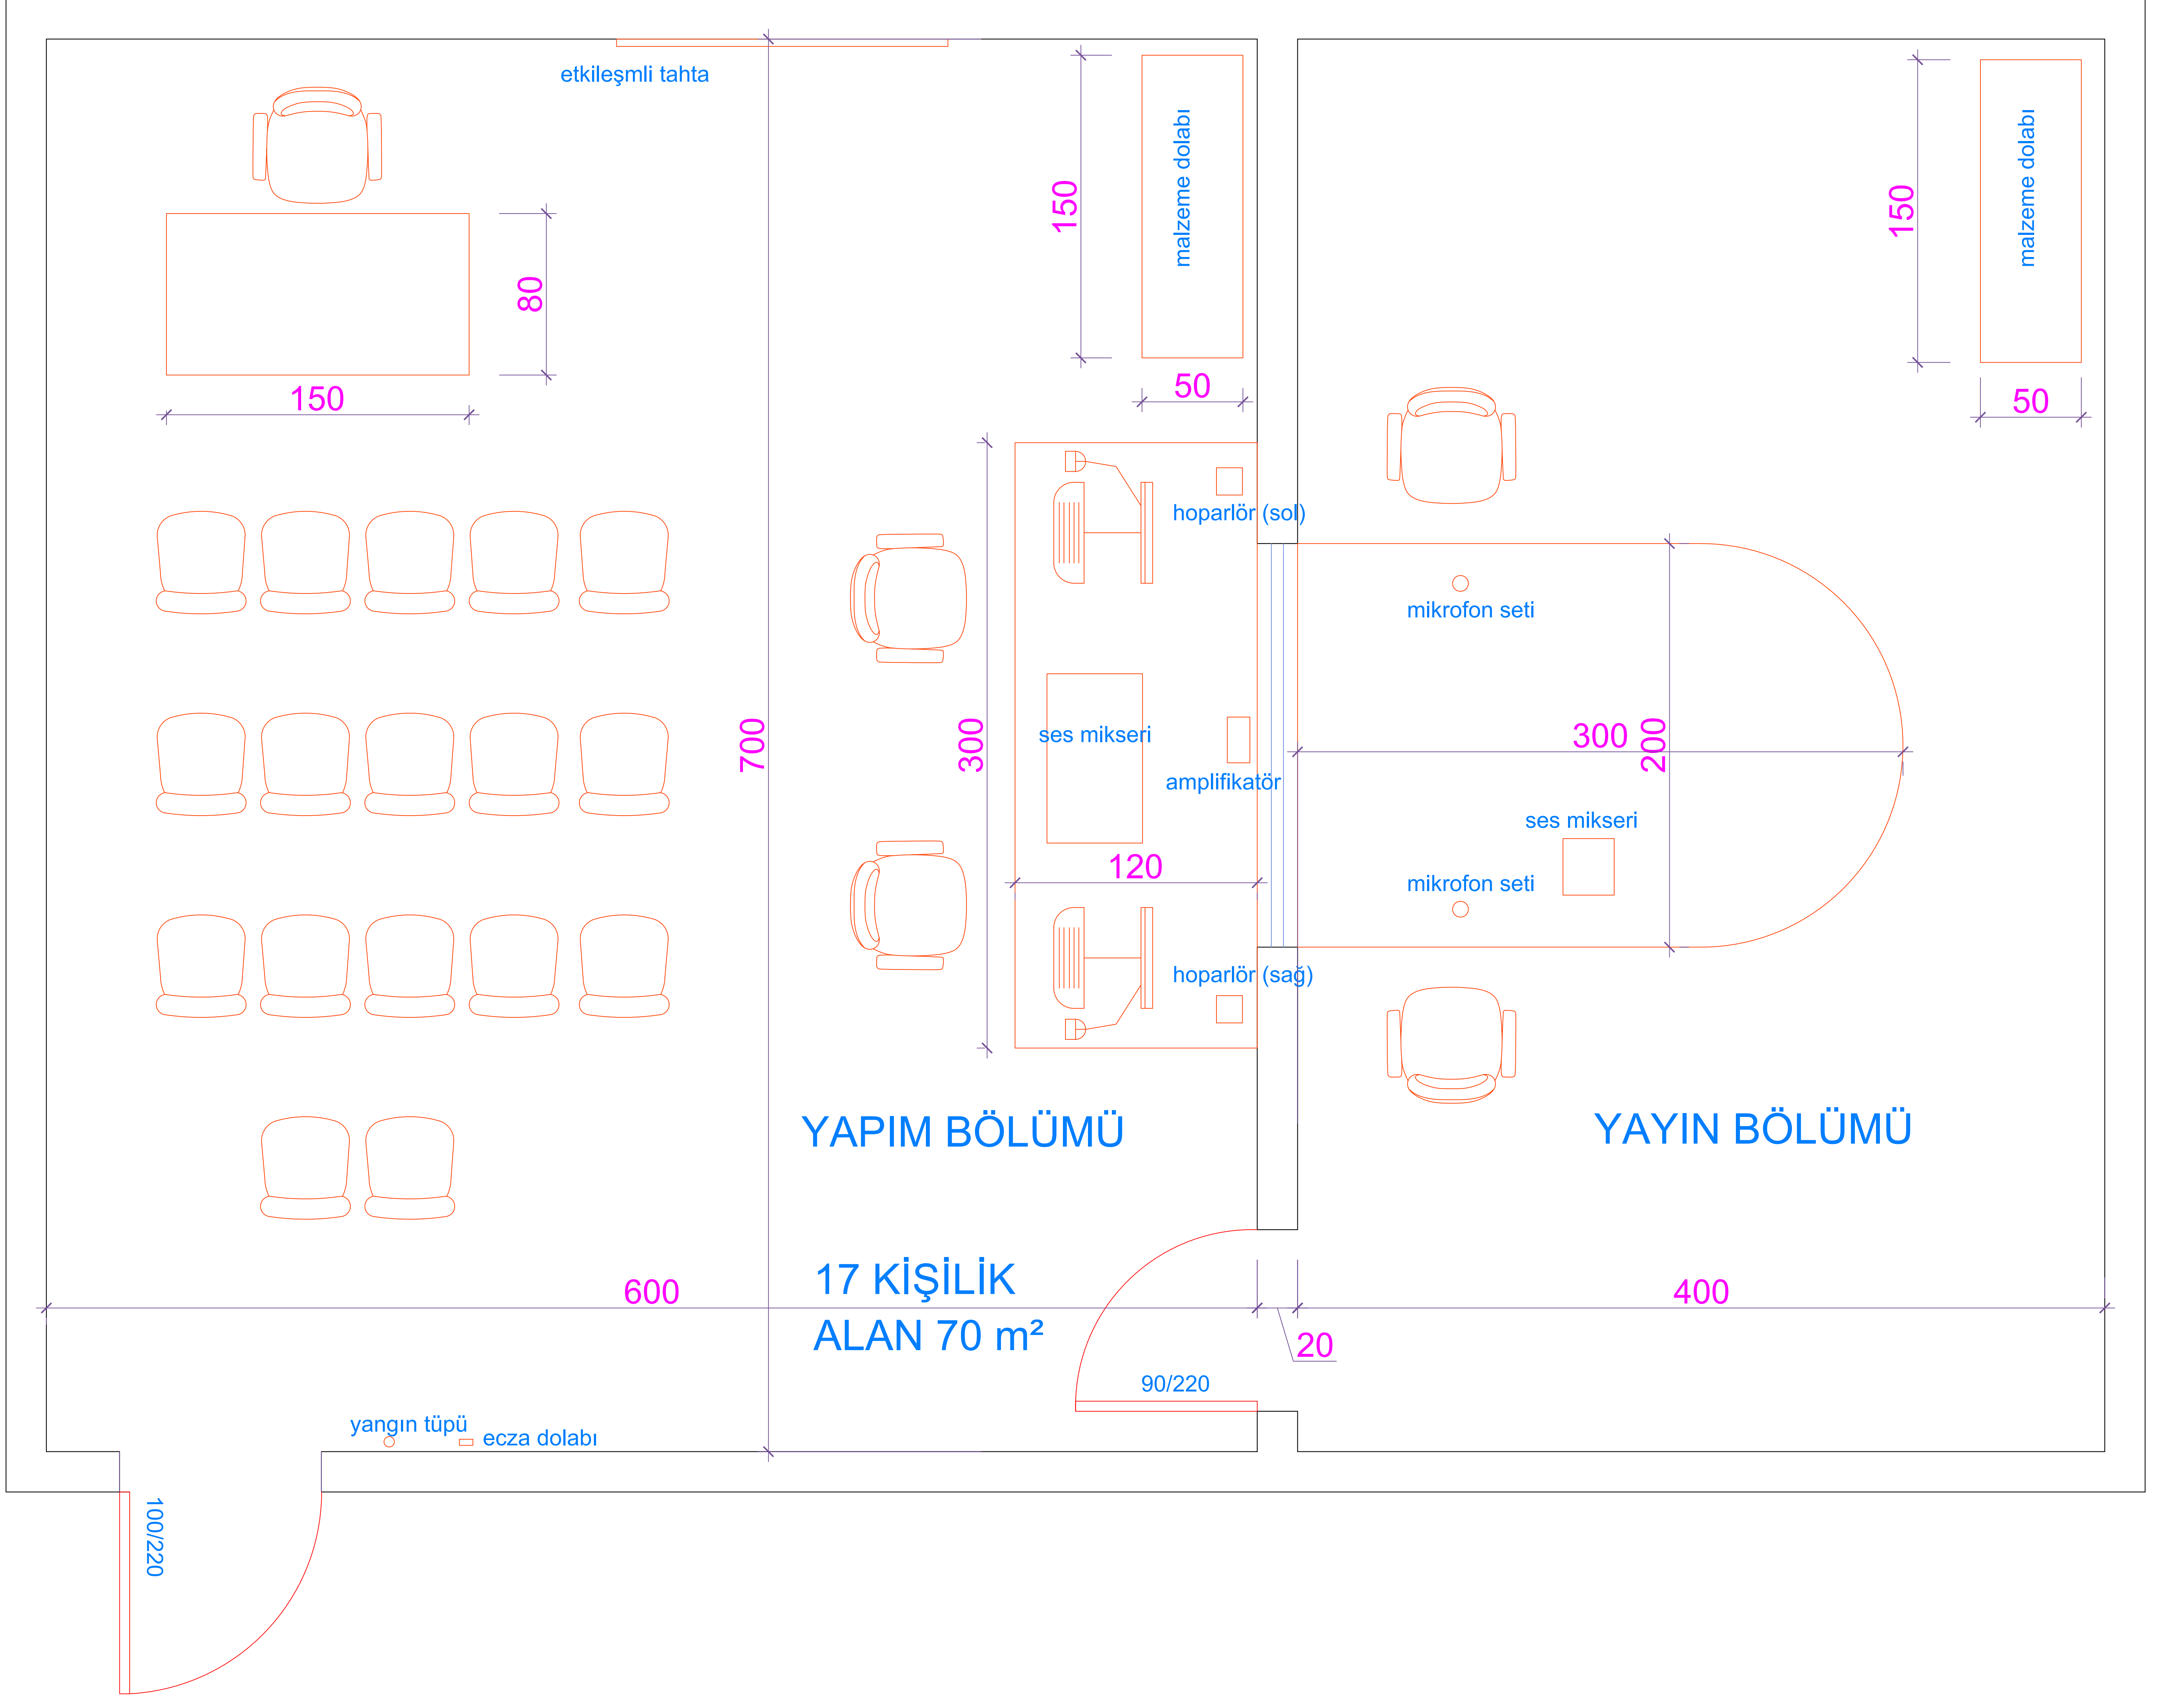 etkileşmli tahta
malzeme dolabı
malzeme dolabı
150
150
80
150
50
50
hoparlör (sol)
mikrofon seti
700
300
ses mikseri
amplifikatör
300
200
ses mikseri
120
mikrofon seti
hoparlör (sağ)
YAPIM BÖLÜMÜ
YAYIN BÖLÜMÜ
17 KİŞİLİK
ALAN 70 m²
600
400
20
90/220
yangın tüpü
ecza dolabı
100/220